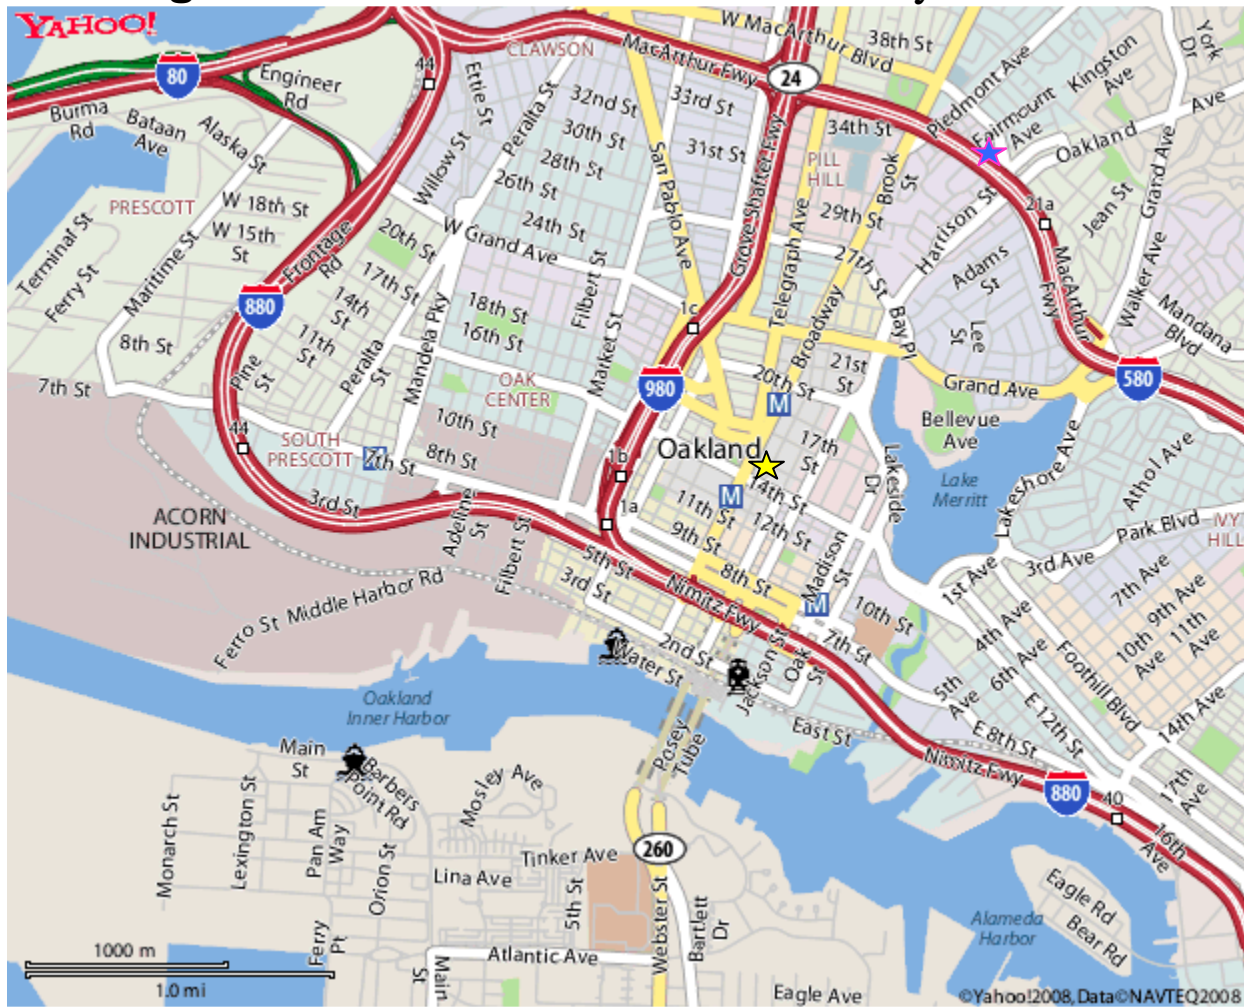 YAHOO!
W MacArthur Blvd
38th St
CLAWSON
MacArthur Fwy
24
York Dr
Kingston Ave
Piedmont Ave
Fairmount Ave
Oakland Ave
80
44
Engineer Rd
Burma Rd
Bataan Ave
Alaska St
Ettie St
Peralta St
32nd St
33rd St
34th St
30th St
31st St
PILL HILL
Willow St
28th St
26th St
24th St
San Pablo Ave
Grove Shafter Fwy
Telegraph Ave
Brook St
29th St
27th St
Harrison St
21a
Jean St
Walker Ave
Grand Ave
PRESCOTT
W 18th St
W 15th St
Terminal St
Ferry St
Maritime St
Frontage Rd
20th St
W Grand Ave
17th St
14th St
11th St
880
8th St
7th St
Pine St
Peralta St
Mandela Pky
18th St
16th St
Filbert St
Market St
1c
Broadway
Bay Pl
Adams St
Lee St
MacArthur Fwy
Mandana Blvd
21st St
20th St
Grand Ave
580
980
M
OAK CENTER
10th St
Bellevue Ave
Oakland
17th St
Lakeside Dr
Lake Merritt
Lakeshore Ave
Athol Ave
Park Blvd
IVY HILL
44
SOUTH PRESCOTT
7th St
8th St
1b
1a
M
14th St
11th St
12th St
9th St
3rd St
ACORN INDUSTRIAL
Adeline St
Filbert St
5th St
3rd St
Nimitz Fwy
8th St
Madison St
M
10th St
7th St
1st Ave
3rd Ave
4th Ave
6th Ave
5th Ave
7th Ave
9th Ave
10th Ave
11th Ave
Foothill Blvd
14th Ave
E 12th St
E 8th St
Ferro St
Middle Harbor Rd
2nd St
Water St
Jackson St
Oak St
East St
Nimitz Fwy
880
40
17th Ave
16th Ave
Oakland Inner Harbor
Posey Tube
Main St
Barbers Point Rd
Mosley Ave
Monarch St
Lexington St
Pan Am Way
Orion St
Tinker Ave
Lina Ave
5th St
260
Webster St
Bartlett Dr
Ferry Pt
Main St
Atlantic Ave
Eagle Rd
Bear Rd
Alameda Harbor
Eagle Ave
1000 m
1.0 mi
©Yahoo!2008, Data©NAVTEQ2008